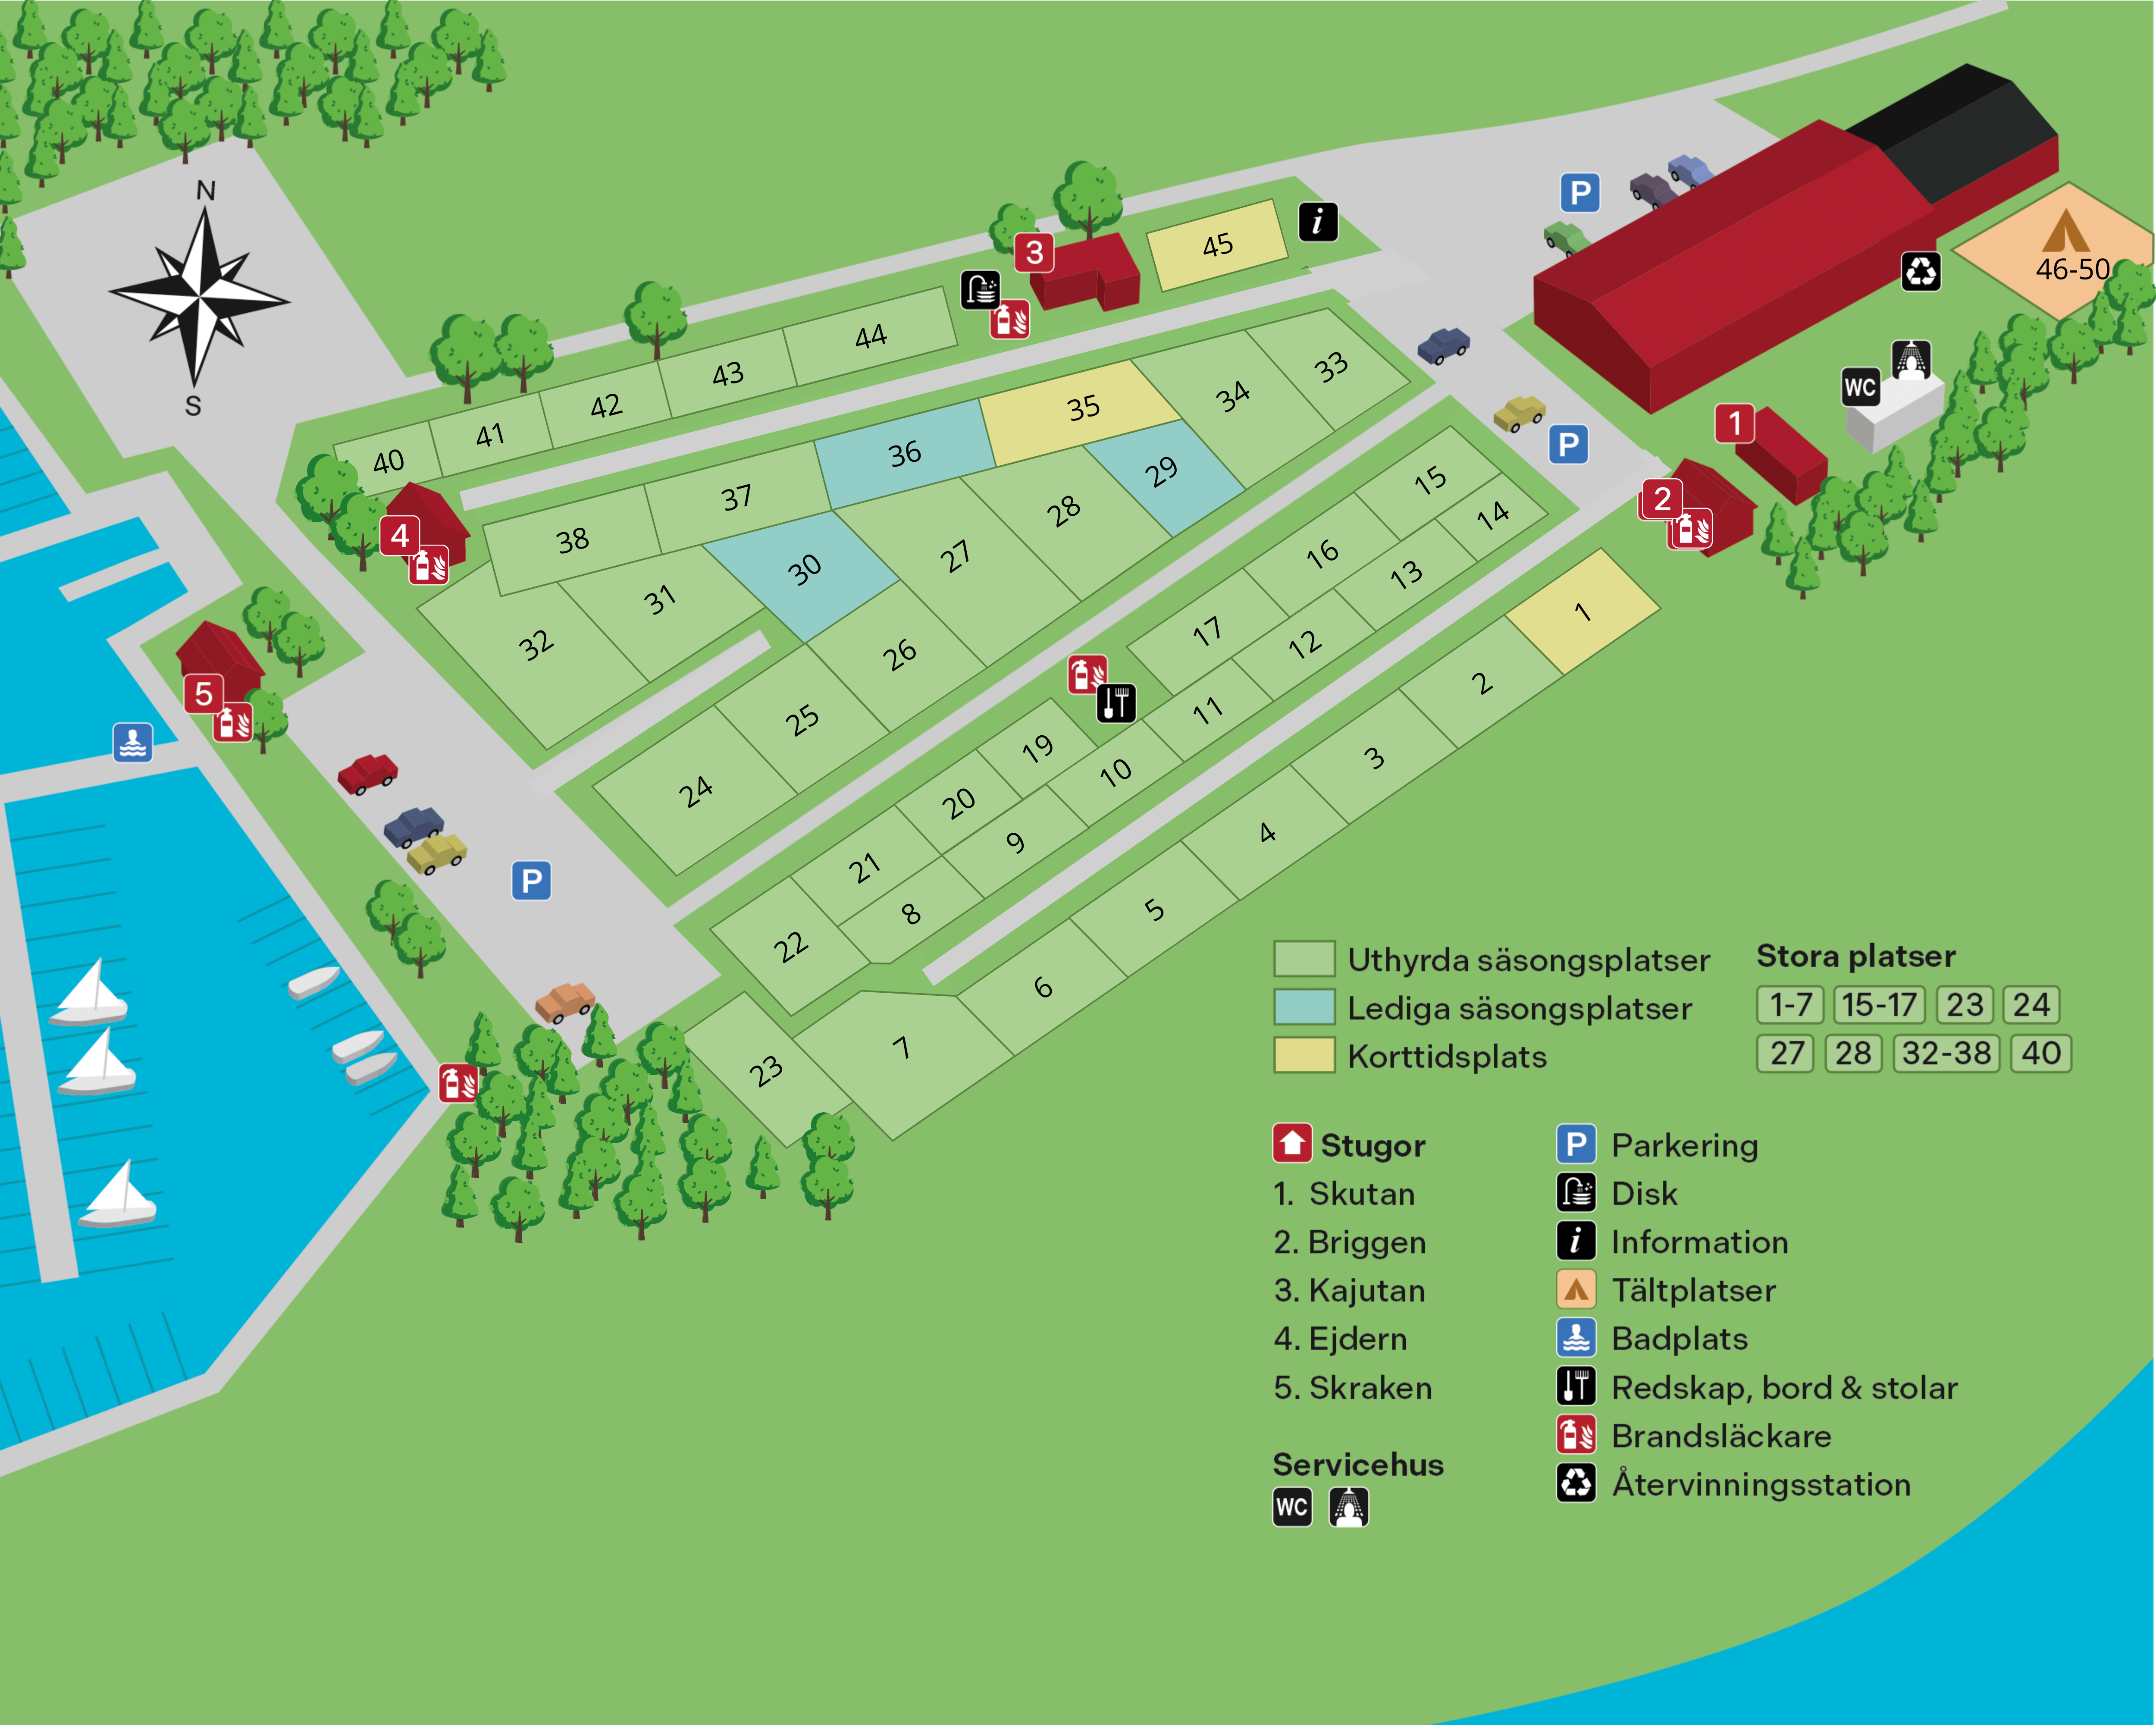 N
S
P
i
45
3
46-50
44
43
42
41
40
33
34
35
36
37
38
29
28
27
30
31
32
26
25
24
WC
1
2
P
4
5
15
14
16
13
17
12
11
19
10
20
9
21
8
22
1
2
3
4
5
6
7
23
P
Uthyrda säsongsplatser
Lediga säsongsplatser
Korttidsplats
Stora platser
1-7 15-17 23 24
27 28 32-38 40
Stugor
1. Skutan
2. Briggen
3. Kajutan
4. Ejdern
5. Skraken
Servicehus
WC
P Parkering
Disk
i Information
Tältplatser
Badplats
Redskap, bord & stolar
Brandsläckare
Återvinningsstation